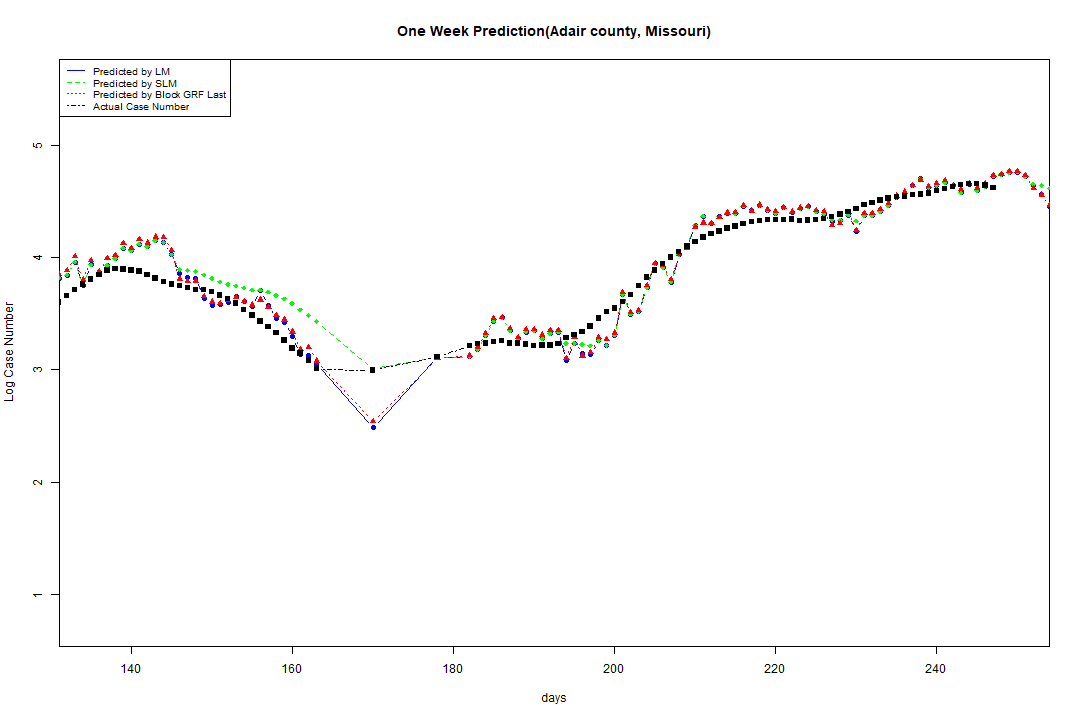 One Week Prediction(Adair county, Missouri)
Predicted by LM
Predicted by SLM
Predicted by Block GRF Last
Actual Case Number
5
4
3
2
1
Log Case Number
140 160 180 200 220 240
days